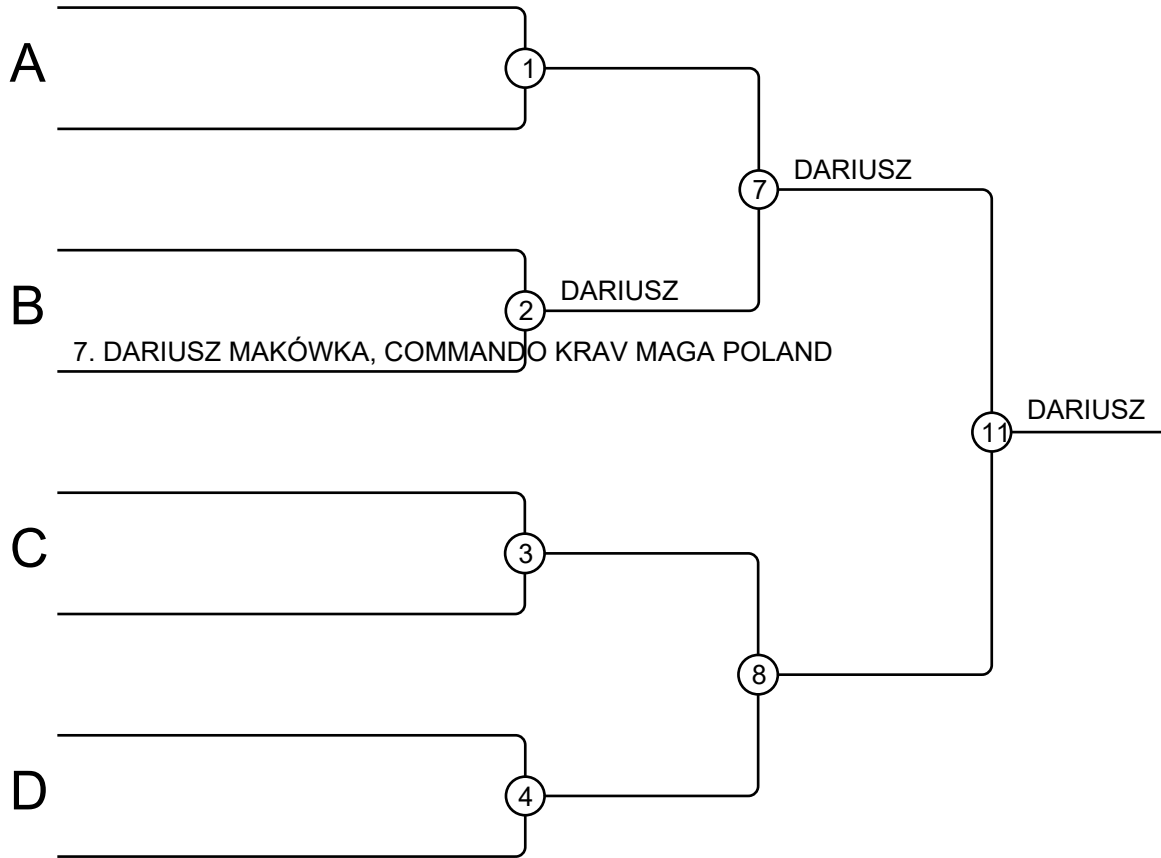 A
1
DARIUSZ
7
B
DARIUSZ
2
7. DARIUSZ MAKÓWKA, COMMANDO KRAV MAGA POLAND
DARIUSZ
11
C
3
8
D
4